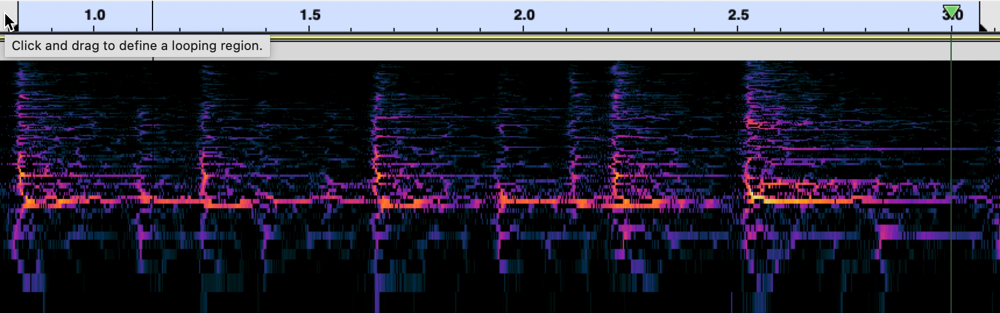 1.0 1.5 2.0 2.5 3.0
Click and drag to define a looping region.